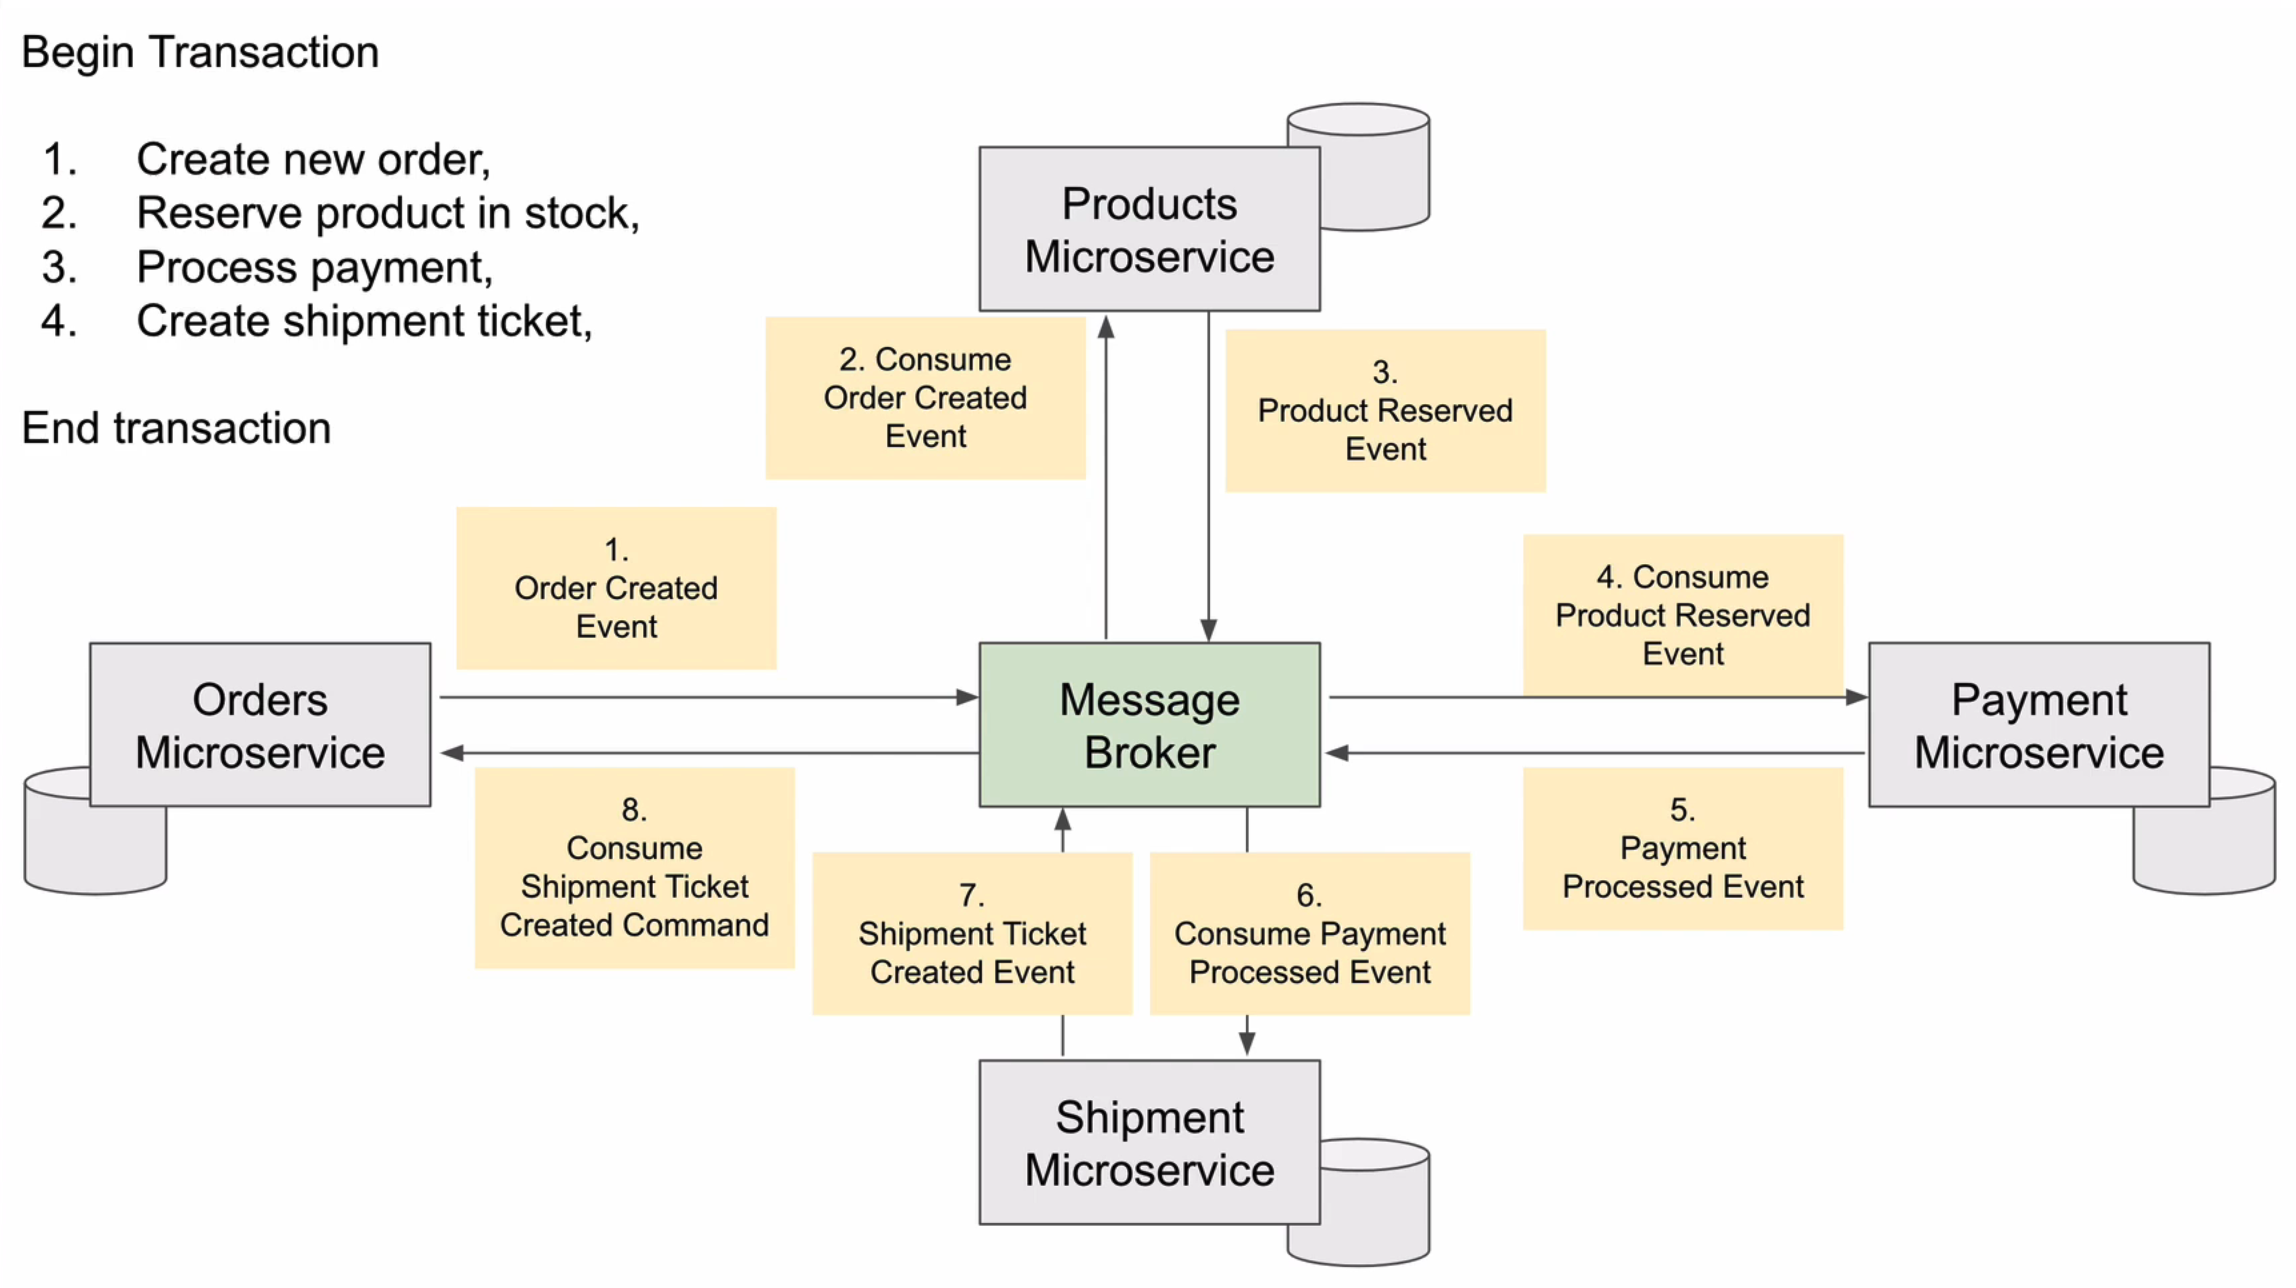 Begin Transaction
1. Create new order,
2. Reserve product in stock,
3. Process payment,
4. Create shipment ticket,
End transaction
Products
Microservice
2. Consume
Order Created
Event
3.
Product Reserved
Event
1.
Order Created
Event
4. Consume
Product Reserved
Event
Orders
Microservice
Message
Broker
Payment
Microservice
8.
Consume
Shipment Ticket
Created Command
7.
Shipment Ticket
Created Event
6.
Consume Payment
Processed Event
5.
Payment
Processed Event
Shipment
Microservice